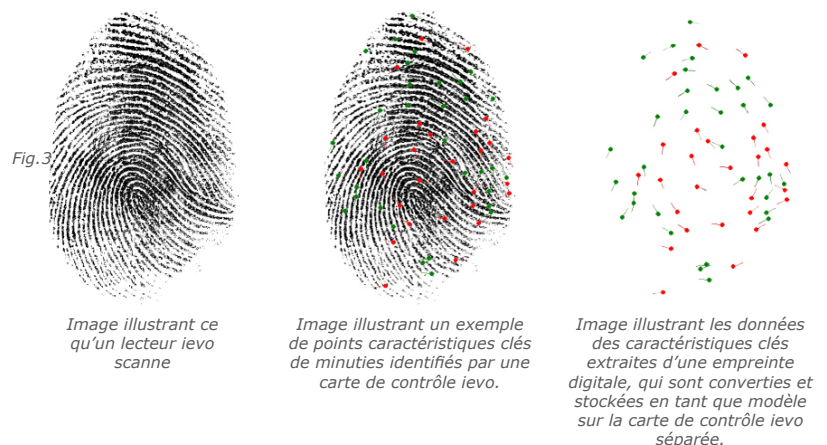 Fig.3
Image illustrant ce
qu'un lecteur ievo
scanne
Image illustrant un exemple
de points caractéristiques clés
de minuties identifiés par une
carte de contrôle ievo.
Image illustrant les données
des caractéristiques clés
extraites d'une empreinte
digitale, qui sont converties et
stockées en tant que modèle
sur la carte de contrôle ievo
séparée.